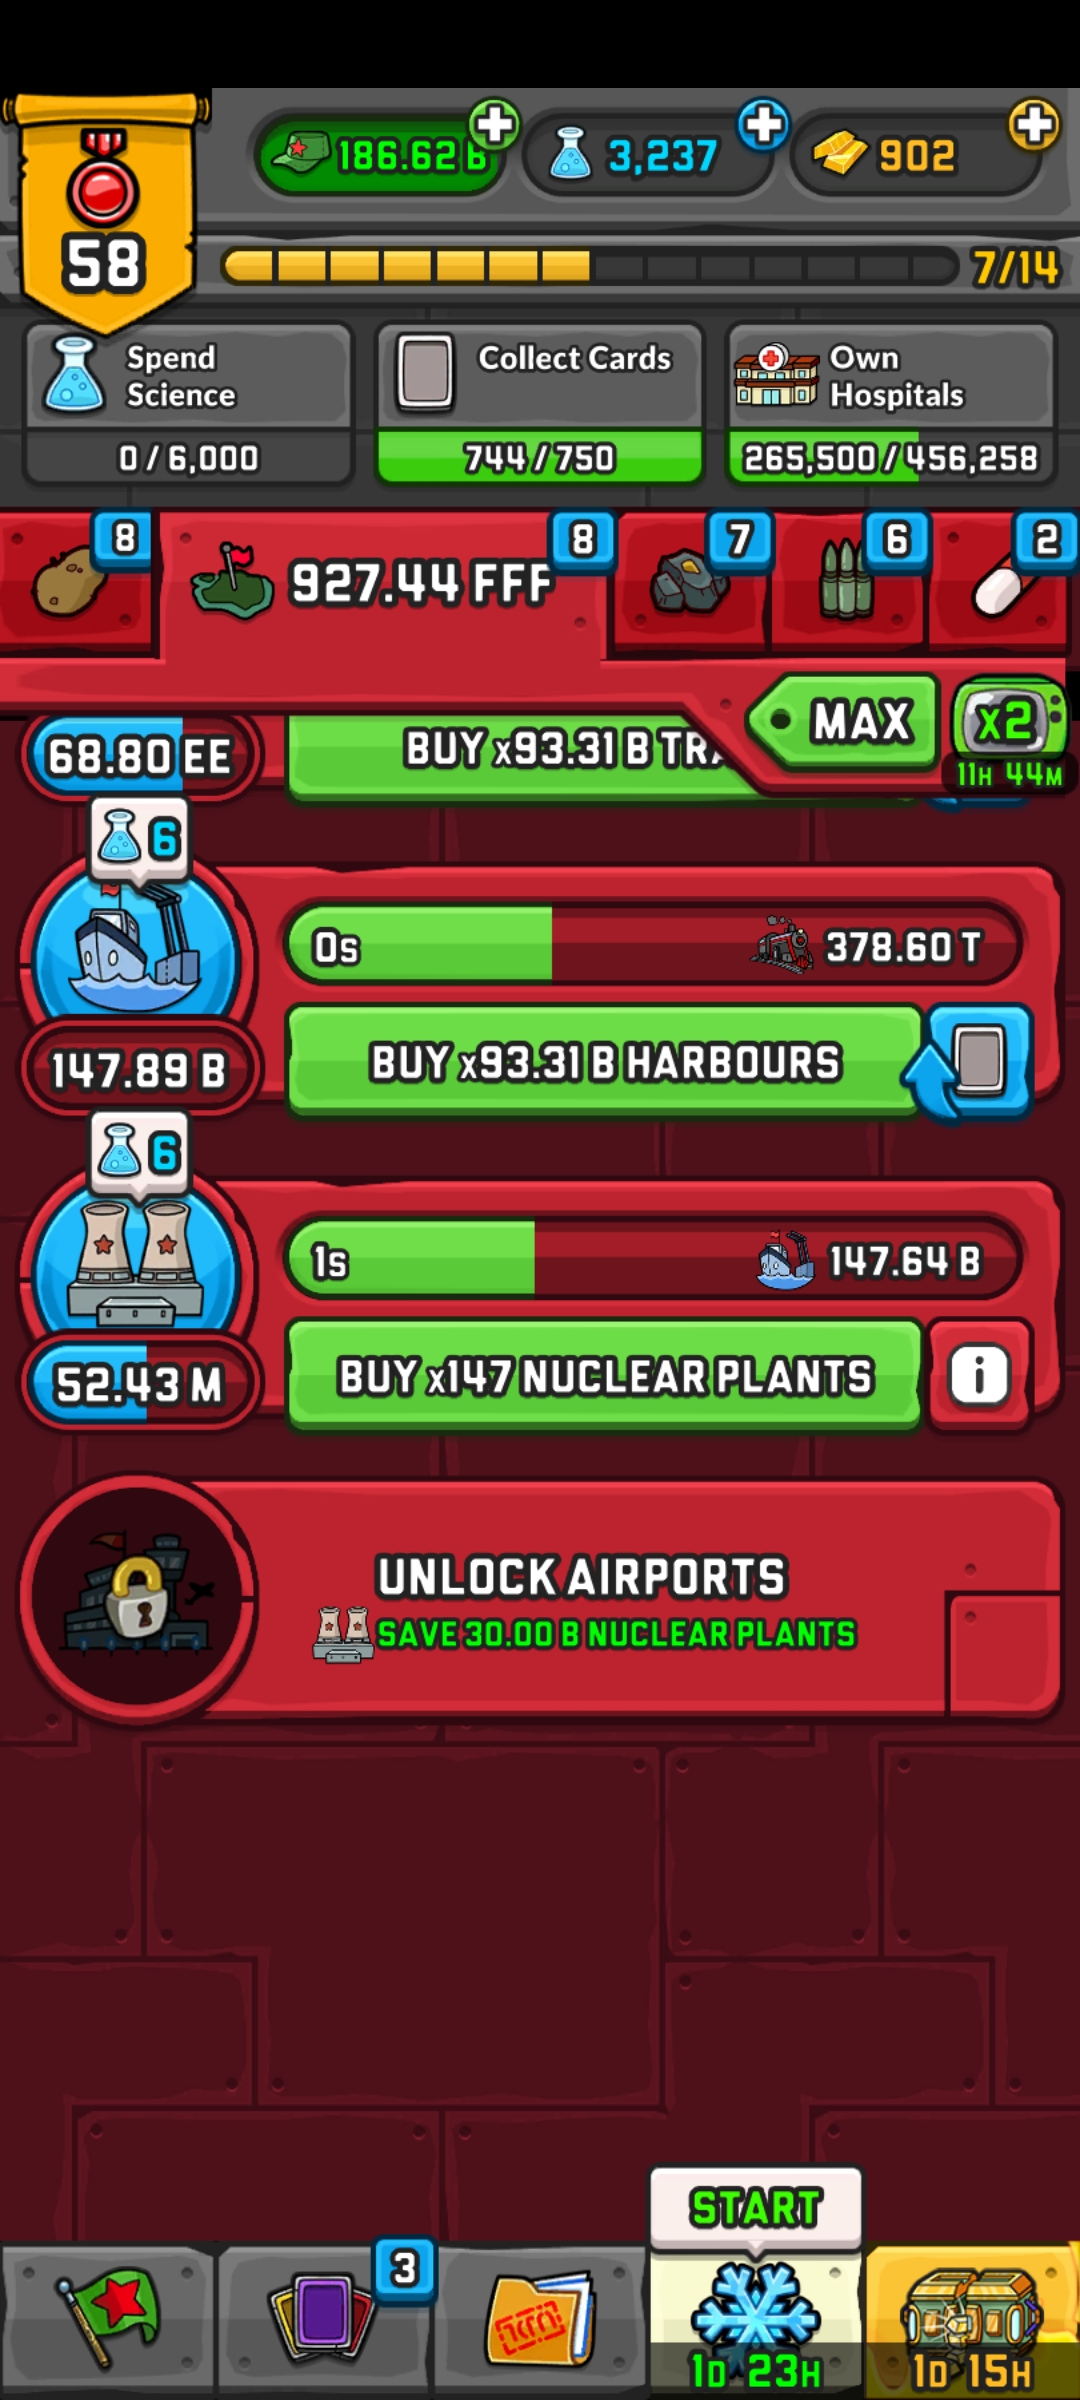 58
186.62 B
3,237
902
7/14
Spend
Science
0 / 6,000
Collect Cards
744 / 750
Own
Hospitals
265,500 / 456,258
8
927.44 FFF
8
7
6
2
MAX
x2
11H 44M
68.80 EE
BUY x93.31 B
6
0s
378.60 T
147.89 B
BUY x93.31 B HARBOURS
6
1s
147.64 B
52.43 M
BUY x147 NUCLEAR PLANTS
i
UNLOCK AIRPORTS
SAVE 30.00 B NUCLEAR PLANTS
START
3
1D 23H
1D 15H